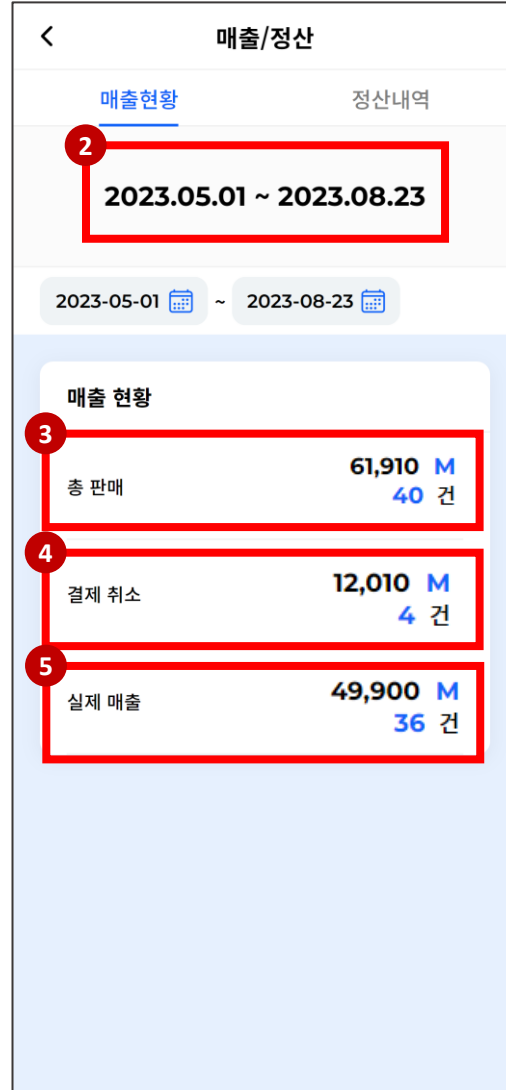 매출/정산
매출현황 정산내역
2
2023.05.01 ~ 2023.08.23
2023-05-01 ~ 2023-08-23
매출 현황
3
61,910 M
총 판매
40 건
4
12,010 M
결제 취소
4 건
5
49,900 M
실제 매출
36 건